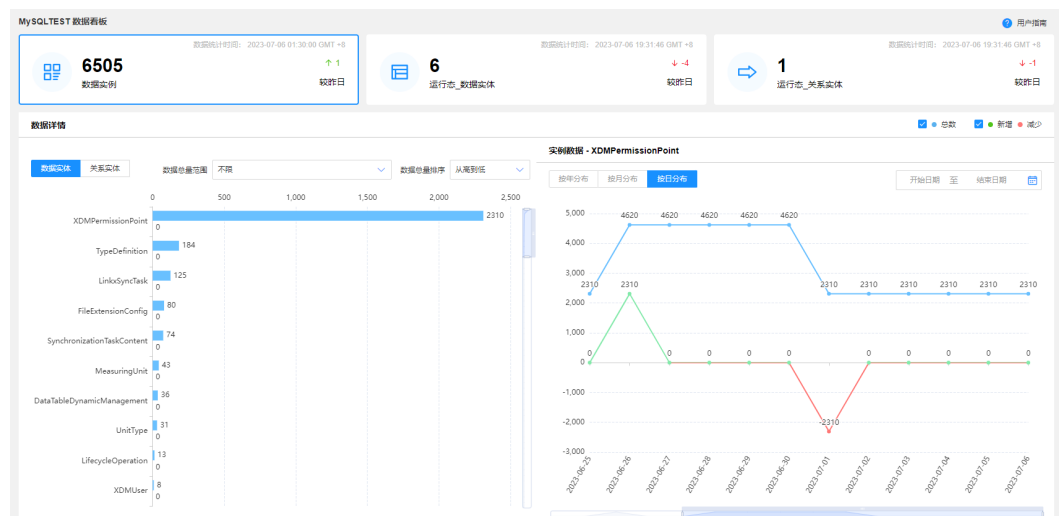 MySQLTEST 数据看板
用户指南
数据统计时间： 2023-07-06 01:30:00 GMT +8
6505
↑ 1
数据实例
较昨日
数据统计时间： 2023-07-06 19:31:46 GMT +8
6
↓ -4
运行态_数据实体
较昨日
数据统计时间： 2023-07-06 19:31:46 GMT +8
1
↓ -1
运行态_关系实体
较昨日
数据详情
总数 新增 减少
数据实体 关系实体 数据总量范围 不限 数据总量排序 从高到低
0 500 1,000 1,500 2,000 2,500
XDMPermissionPoint 2310
0
TypeDefinition 184
0
LinkxSyncTask 125
0
FileExtensionConfig 80
0
SynchronizationTaskContent 74
0
MeasuringUnit 43
0
DataTableDynamicManagement 36
0
UnitType 31
0
LifecycleOperation 13
0
XDMUser 8
0
实例数据 - XDMPermissionPoint
按年分布 按月分布 按日分布 开始日期 至 结束日期
5,000
4620 4620 4620 4620 4620
4,000
3,000
2310 2310 2310 2310 2310 2310 2310 2310
2,000
1,000
0 0 0 0 0 0 0 0 0 0
0
-1,000
-2,000
-2310
-3,000
2023-06-25 2023-06-26 2023-06-27 2023-06-28 2023-06-29 2023-06-30 2023-07-01 2023-07-02 2023-07-03 2023-07-04 2023-07-05 2023-07-06